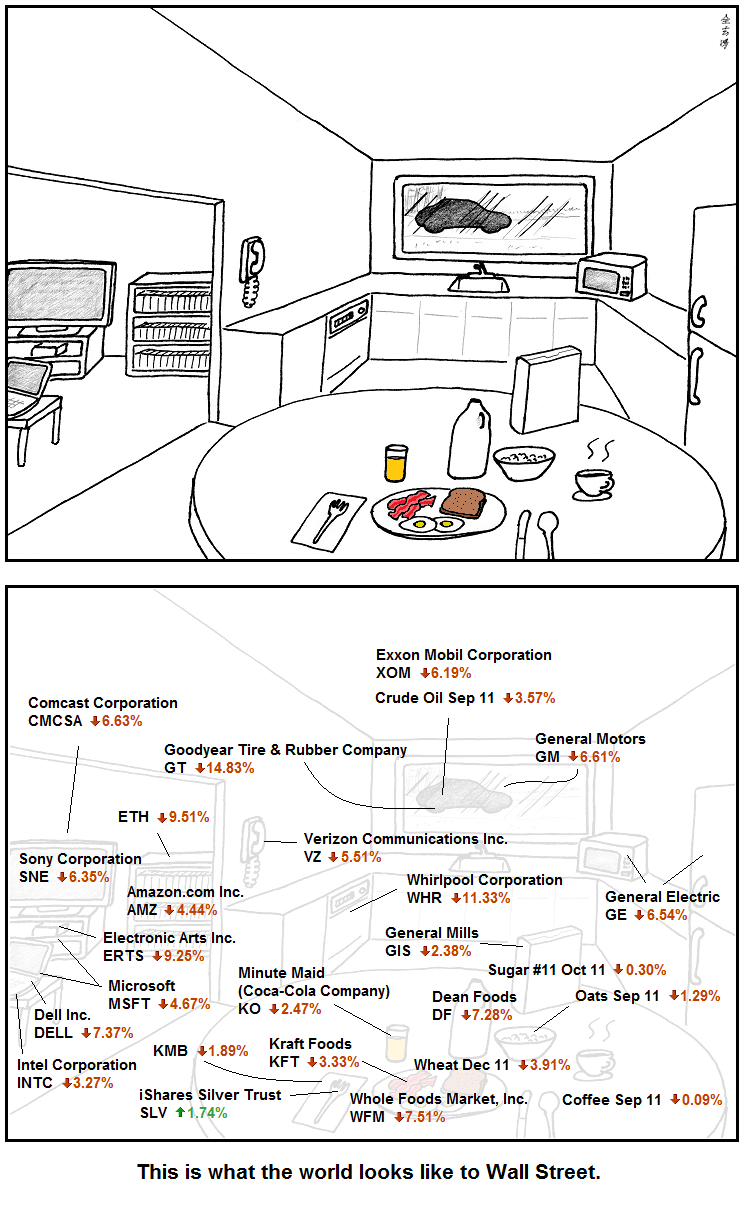 Exxon Mobil Corporation
XOM ↓6.19%
Crude Oil Sep 11 ↓3.57%
Comcast Corporation
CMCSA ↓6.63%
General Motors
GM ↓6.61%
Goodyear Tire & Rubber Company
GT ↓14.83%
ETH ↓9.51%
Verizon Communications Inc.
VZ ↓5.51%
Sony Corporation
SNE ↓6.35%
Whirlpool Corporation
WHR ↓11.33%
Amazon.com Inc.
AMZ ↓4.44%
General Electric
GE ↓6.54%
Electronic Arts Inc.
ERTS ↓9.25%
General Mills
GIS ↓2.38%
Sugar #11 Oct 11 ↓0.30%
Microsoft
MSFT ↓4.67%
Minute Maid
(Coca-Cola Company)
KO ↓2.47%
Dean Foods
DF ↓7.28%
Oats Sep 11 ↓1.29%
Dell Inc.
DELL ↓7.37%
KMB ↓1.89%
Kraft Foods
KFT ↓3.33%
Intel Corporation
INTC ↓3.27%
Wheat Dec 11 ↓3.91%
iShares Silver Trust
SLV ↑1.74%
Whole Foods Market, Inc.
WFM ↓7.51%
Coffee Sep 11 ↓0.09%
This is what the world looks like to Wall Street.